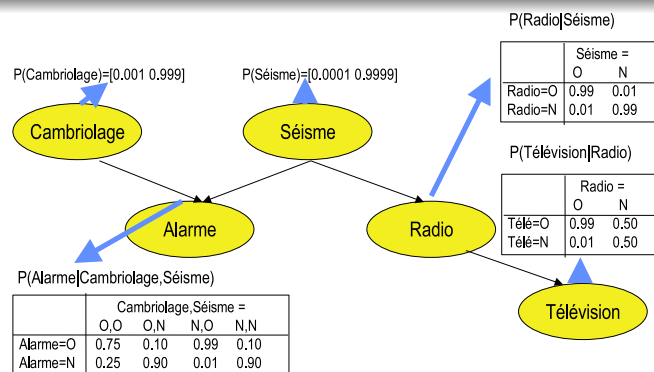 P(Radio|Séisme)
Séisme =
O N
Radio=O 0.99 0.01
Radio=N 0.01 0.99
P(Cambriolage)=[0.001 0.999]
P(Séisme)=[0.0001 0.9999]
Cambriolage
Séisme
P(Télévision|Radio)
Radio =
O N
Télé=O 0.99 0.50
Télé=N 0.01 0.50
Alarme
Radio
P(Alarme|Cambriolage,Séisme)
Cambriolage,Séisme =
O,O O,N N,O N,N
Alarme=O 0.75 0.10 0.99 0.10
Alarme=N 0.25 0.90 0.01 0.90
Télévision